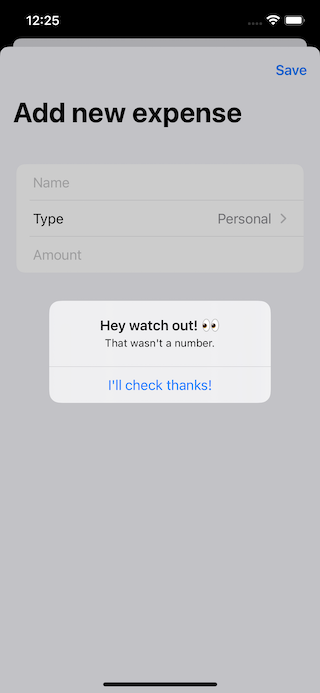 12:25
Save
Add new expense
Name
Type Personal
Amount
Hey watch out! 👀
That wasn't a number.
I'll check thanks!